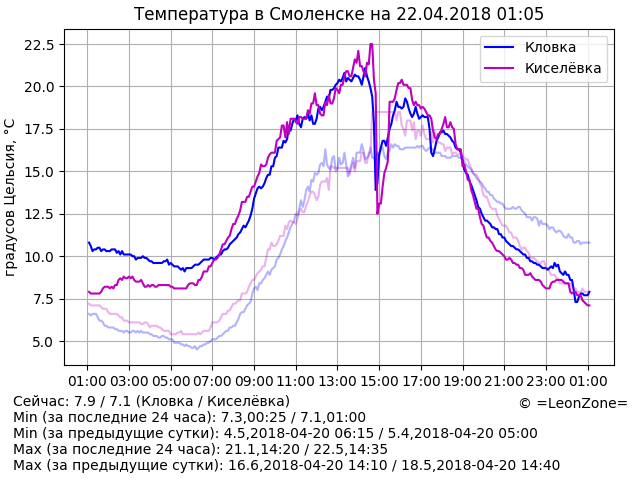 Температура в Смоленске на 22.04.2018 01:05
Кловка
Киселёвка
градусов Цельсия, °C
22.5
20.0
17.5
15.0
12.5
10.0
7.5
5.0
01:00 03:00 05:00 07:00 09:00 11:00 13:00 15:00 17:00 19:00 21:00 23:00 01:00
Сейчас: 7.9 / 7.1 (Кловка / Киселёвка)
© =LeonZone=
Min (за последние 24 часа): 7.3,00:25 / 7.1,01:00
Min (за предыдущие сутки): 4.5,2018-04-20 06:15 / 5.4,2018-04-20 05:00
Max (за последние 24 часа): 21.1,14:20 / 22.5,14:35
Max (за предыдущие сутки): 16.6,2018-04-20 14:10 / 18.5,2018-04-20 14:40